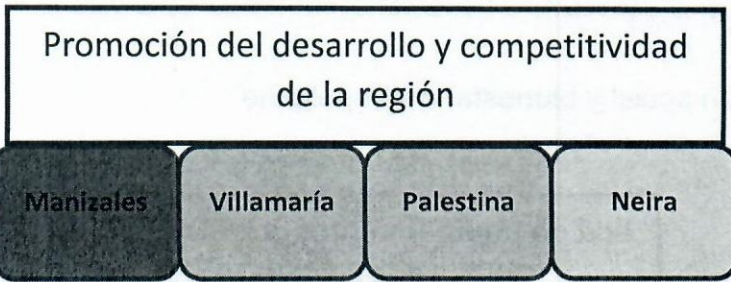 Promoción del desarrollo y competitividad
de la región
Manizales Villamaría Palestina Neira